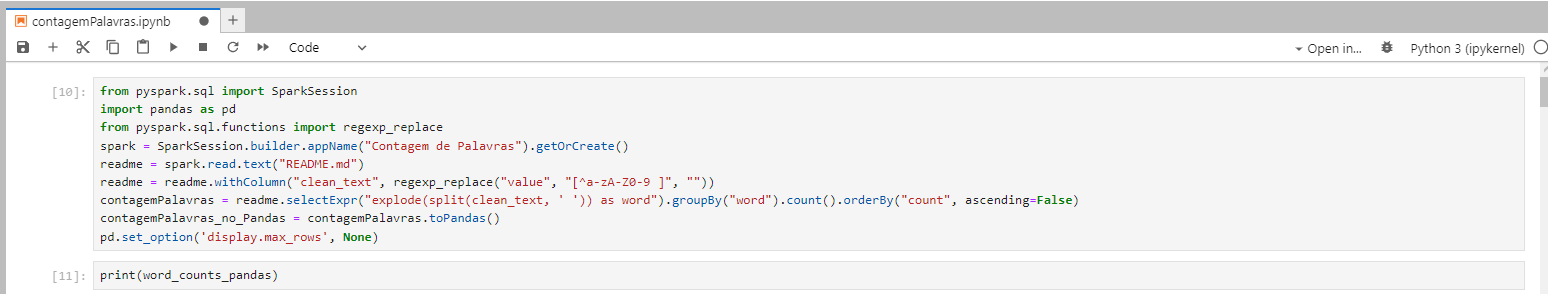 contagemPalavras.ipynb
Code
Open in...
Python 3 (ipykernel)
[10]:
from pyspark.sql import SparkSession
import pandas as pd
from pyspark.sql.functions import regexp_replace
spark = SparkSession.builder.appName("Contagem de Palavras").getOrCreate()
readme = spark.read.text("README.md")
readme = readme.withColumn("clean_text", regexp_replace("value", "[^a-zA-Z0-9 ]", ""))
contagemPalavras = readme.selectExpr("explode(split(clean_text, ' ')) as word").groupBy("word").count().orderBy("count", ascending=False)
contagemPalavras_no_Pandas = contagemPalavras.toPandas()
pd.set_option('display.max_rows', None)
[11]:
print(word_counts_pandas)